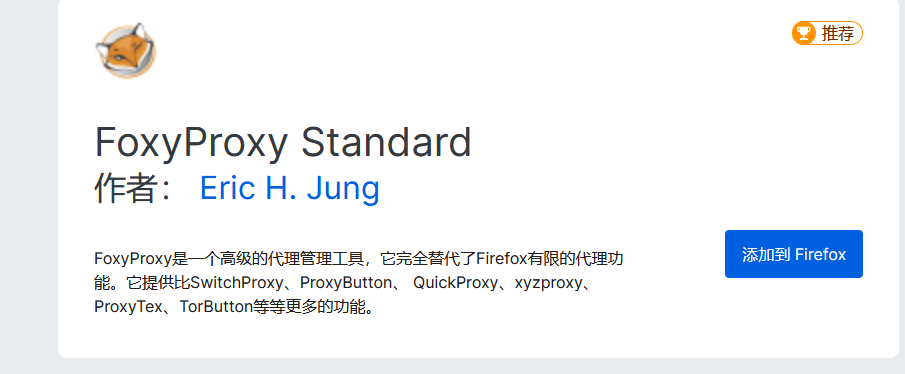 推荐
FoxyProxy Standard
作者： Eric H. Jung
FoxyProxy是一个高级的代理管理工具，它完全替代了Firefox有限的代理功
能。它提供比SwitchProxy、ProxyButton、 QuickProxy、xyzproxy、
ProxyTex、TorButton等等更多的功能。
添加到 Firefox